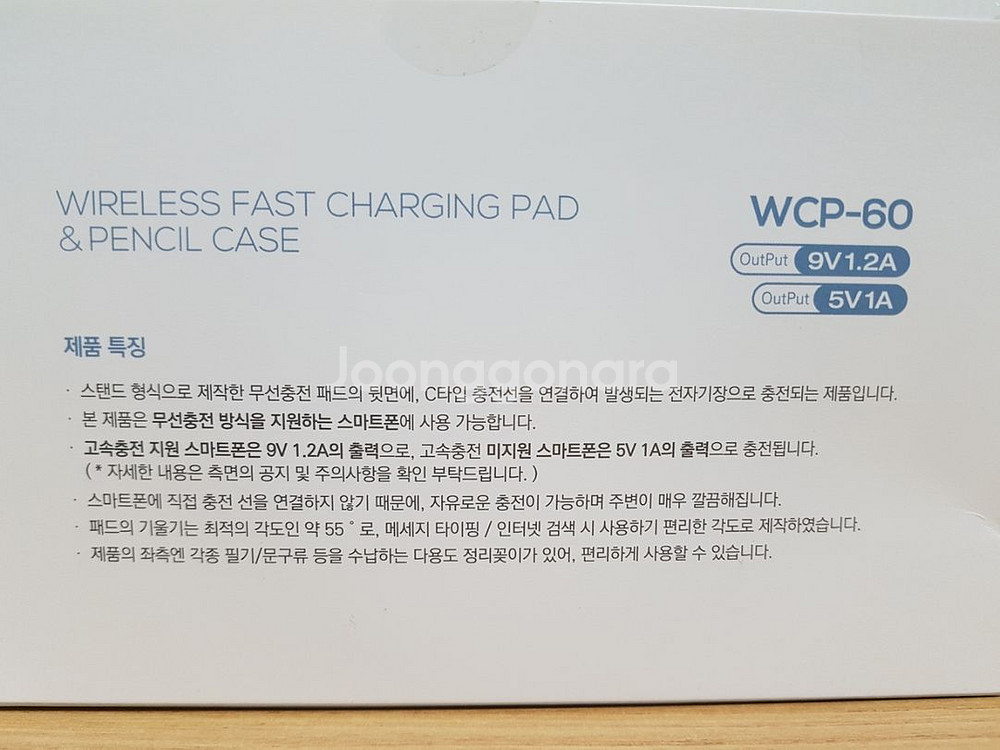 WIRELESS FAST CHARGING PAD
& PENCIL CASE
WCP-60
OutPut 9V 1.2A
OutPut 5V 1A
제품 특징
Joonggonara
· 스탠드 형식으로 제작한 무선충전 패드의 뒷면에, C타입 충전선을 연결하여 발생되는 전자기장으로 충전되는 제품입니다.
· 본 제품은 무선충전 방식을 지원하는 스마트폰에 사용 가능합니다.
· 고속충전 지원 스마트폰은 9V 1.2A의 출력으로, 고속충전 미지원 스마트폰은 5V 1A의 출력으로 충전됩니다.
( * 자세한 내용은 측면의 공지 및 주의사항을 확인 부탁드립니다. )
· 스마트폰에 직접 충전 선을 연결하지 않기 때문에, 자유로운 충전이 가능하며 주변이 매우 깔끔해집니다.
· 패드의 기울기는 최적의 각도인 약 55 ˚ 로, 메세지 타이핑 / 인터넷 검색 시 사용하기 편리한 각도로 제작하였습니다.
· 제품의 좌측엔 각종 필기/문구류 등을 수납하는 다용도 정리꽂이가 있어, 편리하게 사용할 수 있습니다.